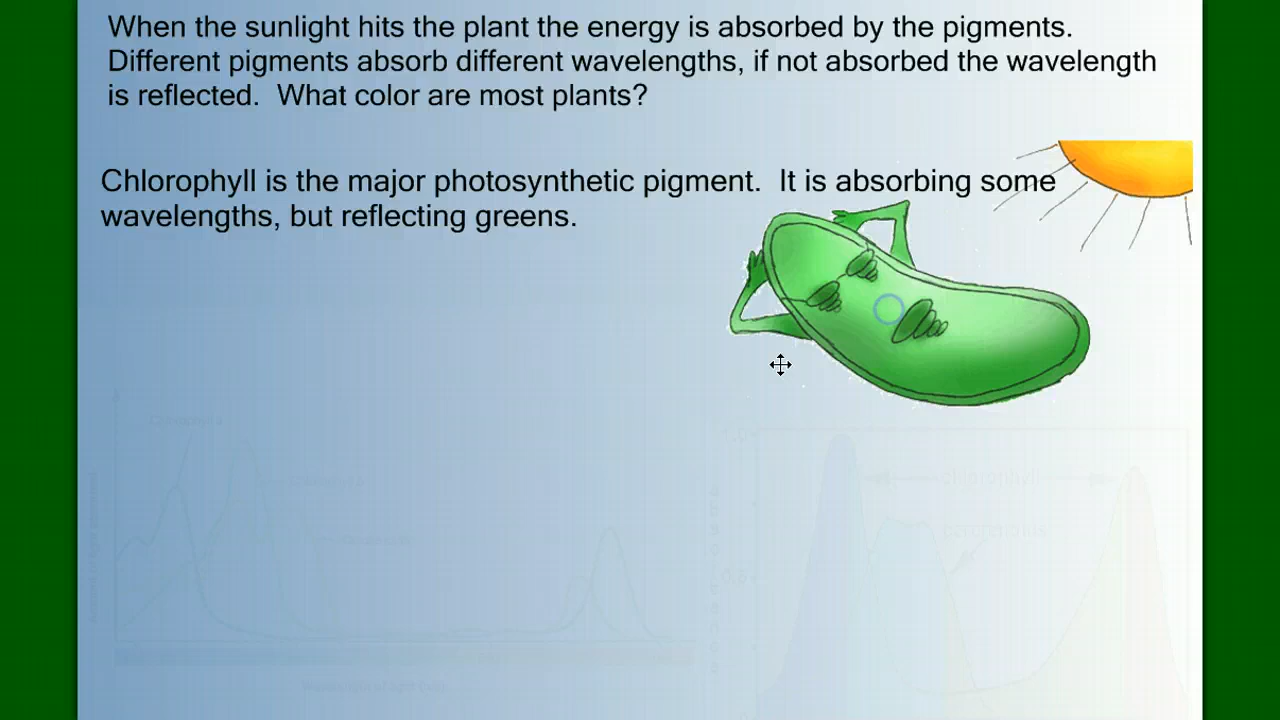 When the sunlight hits the plant the energy is absorbed by the pigments.
Different pigments absorb different wavelengths, if not absorbed the wavelength
is reflected.  What color are most plants?
Chlorophyll is the major photosynthetic pigment.  It is absorbing some
wavelengths, but reflecting greens.
chlorophyll